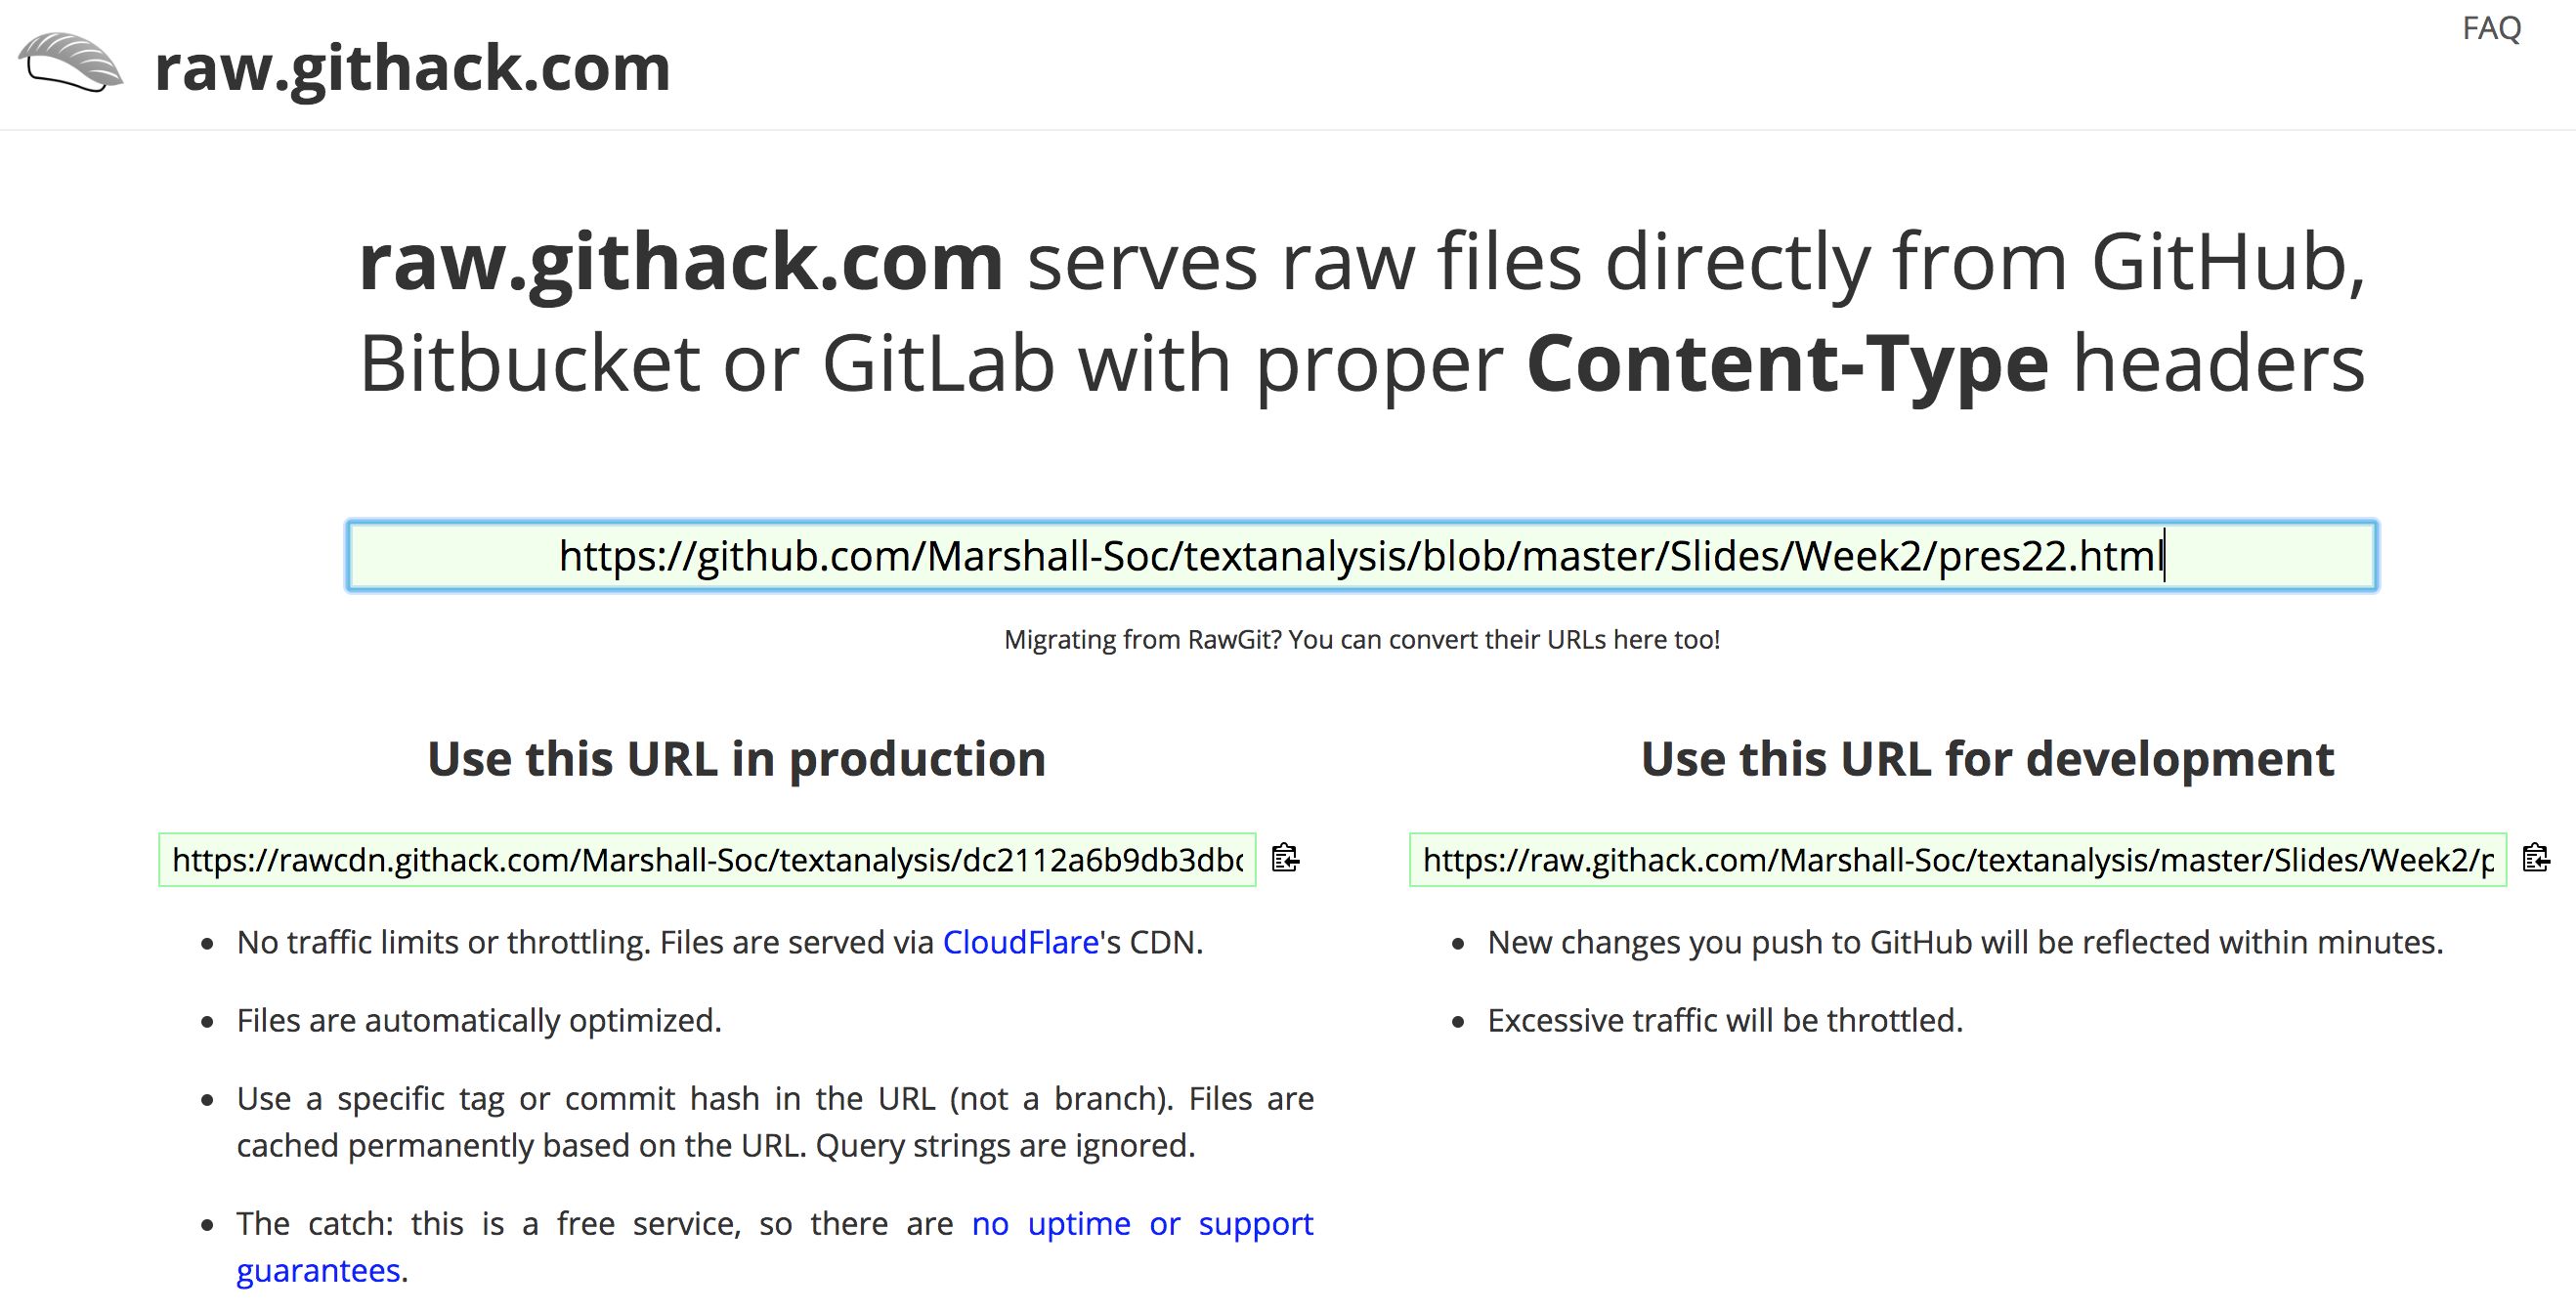 FAQ
raw.githack.com
raw.githack.com serves raw files directly from GitHub,
Bitbucket or GitLab with proper Content-Type headers
https://github.com/Marshall-Soc/textanalysis/blob/master/Slides/Week2/pres22.html
Migrating from RawGit? You can convert their URLs here too!
Use this URL in production
https://rawcdn.githack.com/Marshall-Soc/textanalysis/dc2112a6b9db3dbc
No traffic limits or throttling. Files are served via CloudFlare's CDN.
Files are automatically optimized.
Use a specific tag or commit hash in the URL (not a branch). Files are
cached permanently based on the URL. Query strings are ignored.
The catch: this is a free service, so there are no uptime or support
guarantees.
Use this URL for development
https://raw.githack.com/Marshall-Soc/textanalysis/master/Slides/Week2/p
New changes you push to GitHub will be reflected within minutes.
Excessive traffic will be throttled.